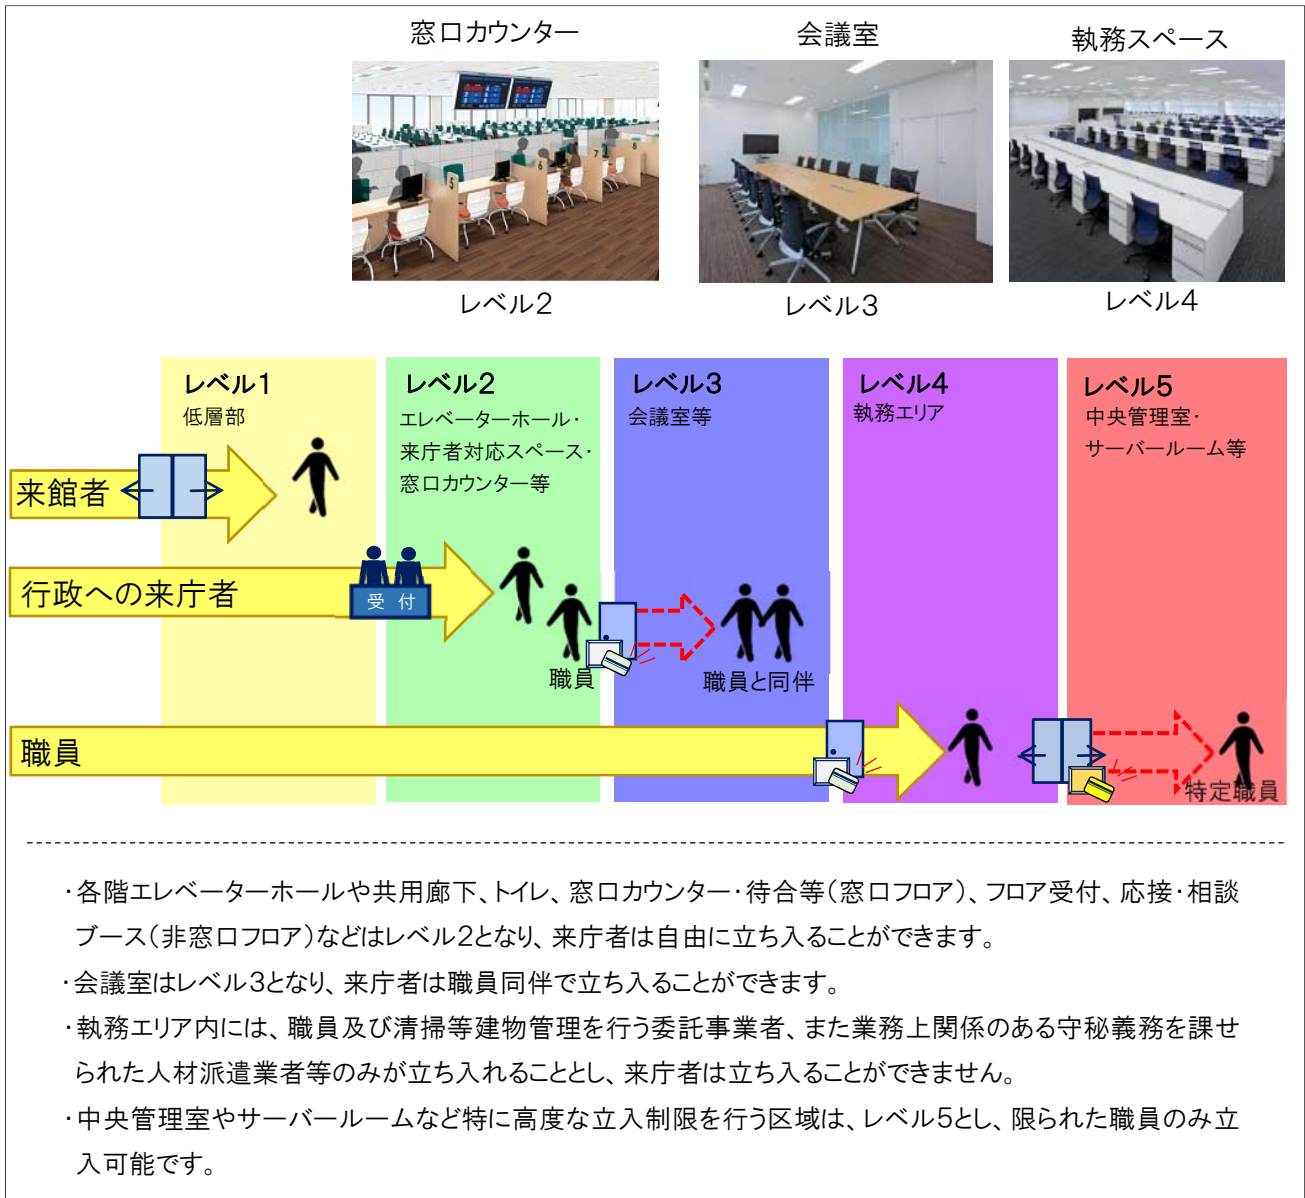 窓口カウンター
会議室
執務スペース
5
6
7
8
レベル2
レベル3
レベル4
レベル1
低層部
レベル2
エレベーターホール・
来庁者対応スペース・
窓口カウンター等
レベル3
会議室等
レベル4
執務エリア
レベル5
中央管理室・
サーバールーム等
来館者
行政への来庁者
受付
職員
職員と同伴
職員
特定職員
・各階エレベーターホールや共用廊下、トイレ、窓口カウンター・待合等(窓口フロア)、フロア受付、応接・相談
ブース(非窓口フロア)などはレベル2となり、来庁者は自由に立ち入ることができます。
・会議室はレベル3となり、来庁者は職員同伴で立ち入ることができます。
・執務エリア内には、職員及び清掃等建物管理を行う委託事業者、また業務上関係のある守秘義務を課せ
られた人材派遣業者等のみが立ち入れることとし、来庁者は立ち入ることができません。
・中央管理室やサーバールームなど特に高度な立入制限を行う区域は、レベル5とし、限られた職員のみ立
入可能です。